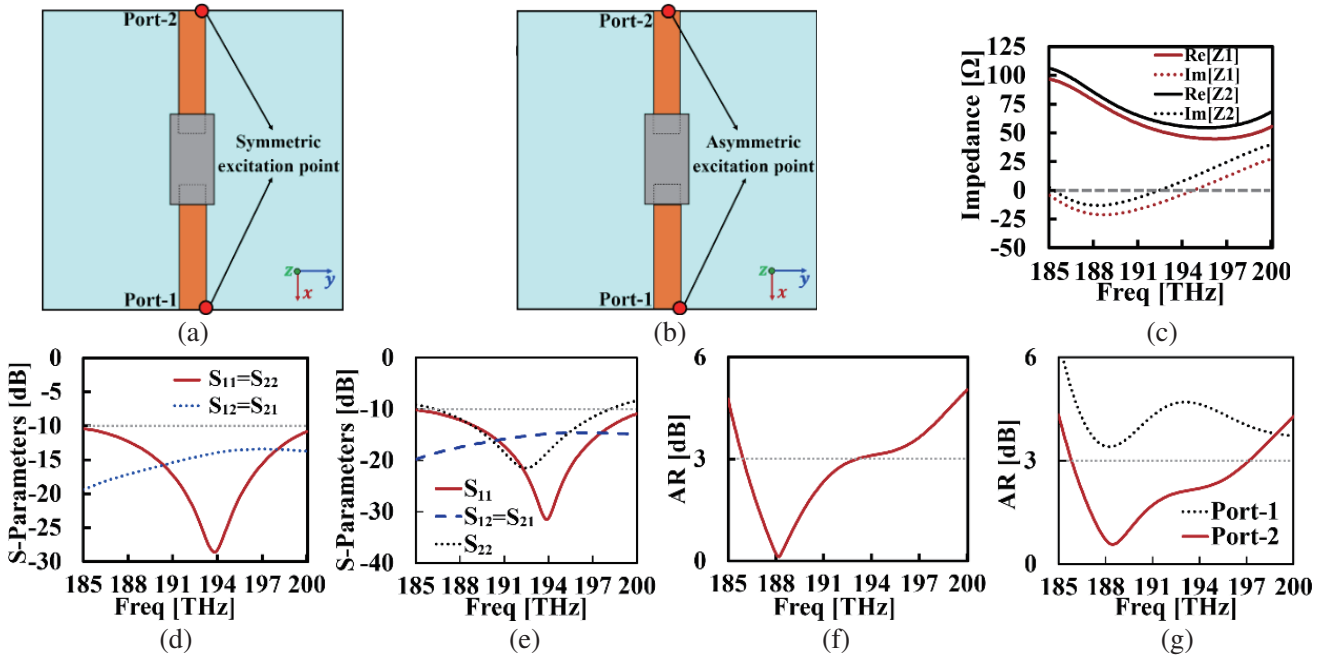 Port-2
Symmetric
excitation point
Port-1
z
y
x
(a)
Port-2
Asymmetric
excitation point
Port-1
z
y
x
(b)
Impedance [Ω]
125
100
75
50
25
0
-25
-50
Re[Z1]
Im[Z1]
Re[Z2]
Im[Z2]
185 188 191 194 197 200
Freq [THz]
(c)
S-Parameters [dB]
0
-5
-10
-15
-20
-25
-30
S11=S22
S12=S21
185 188 191 194 197 200
Freq [THz]
(d)
S-Parameters [dB]
0
-10
-20
-30
-40
S11
S12=S21
S22
185 188 191 194 197 200
Freq [THz]
(e)
AR [dB]
6
3
0
185 188 191 194 197 200
Freq [THz]
(f)
AR [dB]
6
3
0
Port-1
Port-2
185 188 191 194 197 200
Freq [THz]
(g)